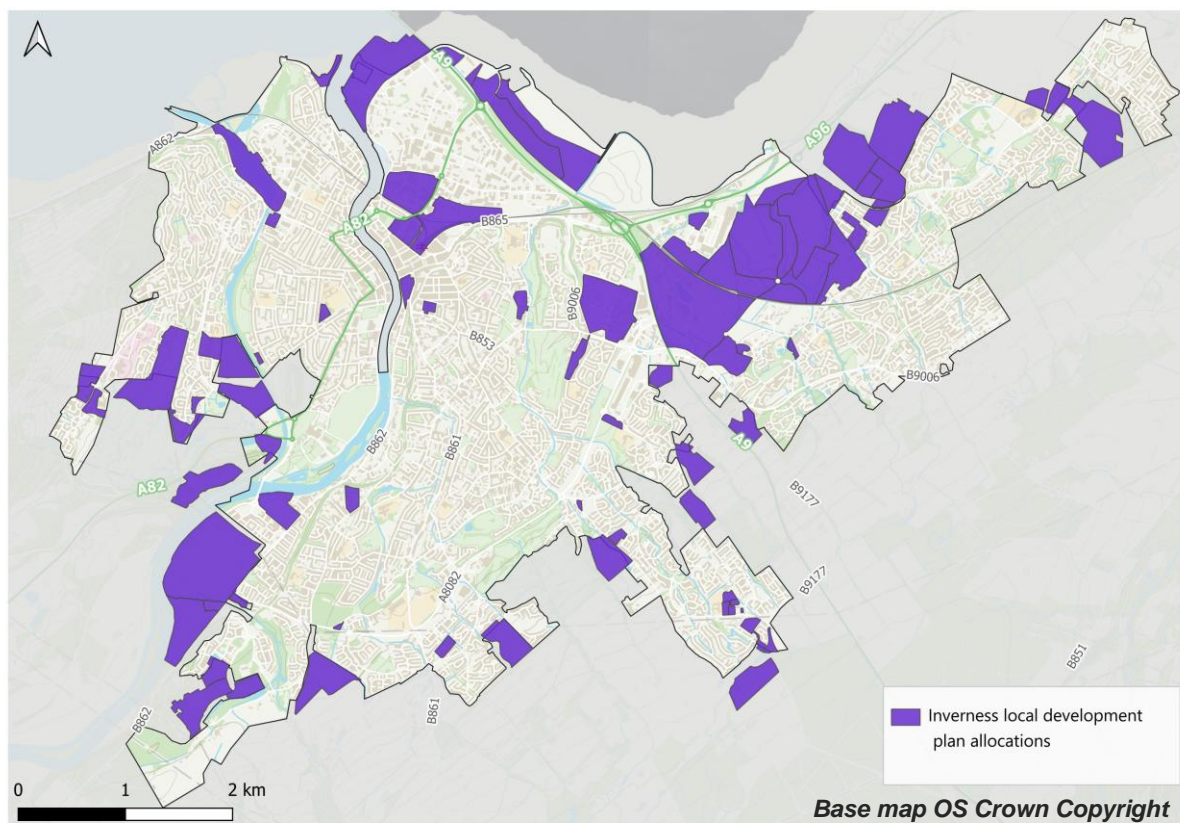 A9
A862
A96
A82
B865
B9006
B853
B9006
B862
B861
A9
A82
B9177
A8082
B9177
B851
B862
B861
Inverness local development
plan allocations
0 1 2 km
Base map OS Crown Copyright